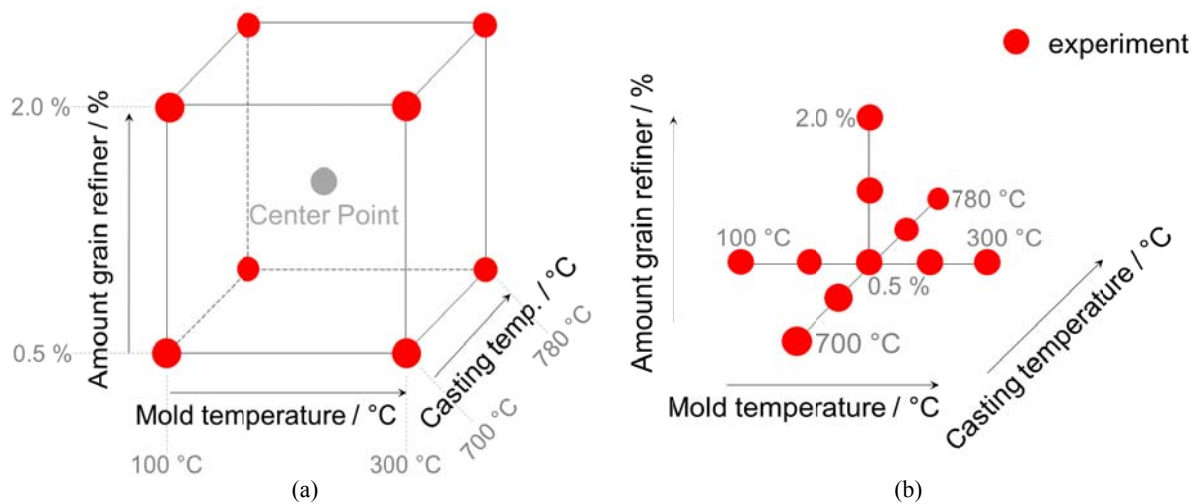 2.0 %
Amount grain refiner / %
Center Point
0.5 %
Mold temperature / °C
Casting temp. / °C
780 °C
700 °C
100 °C
300 °C
(a)
experiment
Amount grain refiner / %
2.0 %
780 °C
100 °C
300 °C
0.5 %
700 °C
Mold temperature / °C
Casting temperature / °C
(b)